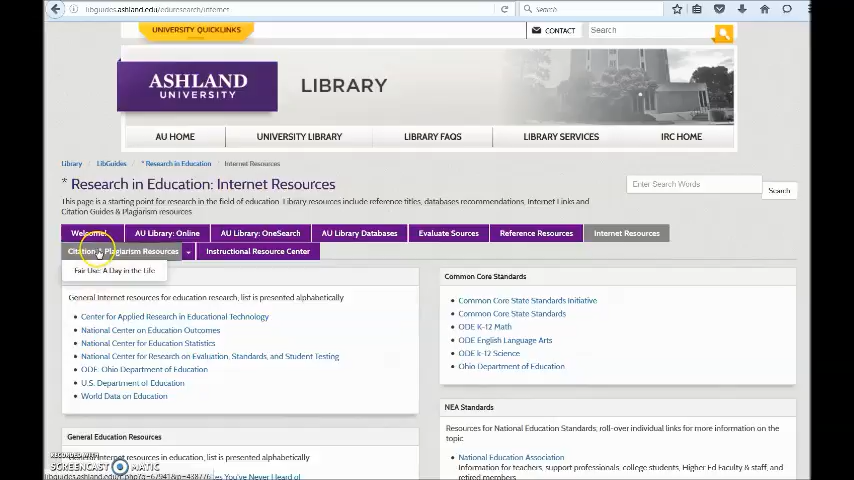 libguides.ashland.edu/eduresearch/internet
Search
UNIVERSITY QUICKLINKS
CONTACT
Search
ASHLAND
UNIVERSITY
LIBRARY
AU HOME
UNIVERSITY LIBRARY
LIBRARY FAQS
LIBRARY SERVICES
IRC HOME
Library LibGuides * Research in Education Internet Resources
* Research in Education: Internet Resources
Enter Search Words
Search
This page is a starting point for research in the field of education. Library resources include reference titles, databases recommendations, Internet Links and
Citation Guides & Plagiarism resources
Welcome!
AU Library: Online
AU Library: OneSearch
AU Library Databases
Evaluate Sources
Reference Resources
Internet Resources
Citation & Plagiarism Resources
Instructional Resource Center
Fair Use: A Day in the Life
General Internet resources for education research, list is presented alphabetically
Center for Applied Research in Educational Technology
National Center on Education Outcomes
National Center for Education Statistics
National Center for Research on Evaluation, Standards, and Student Testing
ODE: Ohio Department of Education
U.S. Department of Education
World Data on Education
General Education Resources
General Internet resources in education, list is presented alphabetically
Common Core Standards
Common Core State Standards Initiative
Common Core State Standards
ODE K-12 Math
ODE English Language Arts
ODE k-12 Science
Ohio Department of Education
NEA Standards
Resources for National Education Standards, roll-over individual links for more information on the
topic
National Education Association
Information for teachers, support professionals, college students, Higher Ed Faculty & staff, and
retired members
RECORDED WITH
SCREENCAST MATIC
es You've Never Heard of